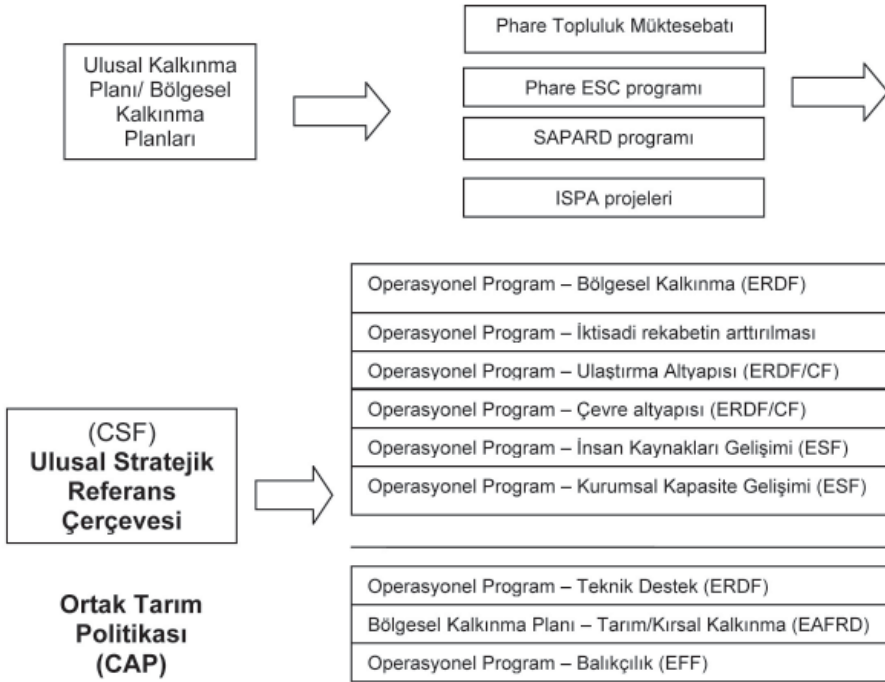 Ulusal Kalkınma
Planı/ Bölgesel
Kalkınma
Planları
Phare Topluluk Müktesebatı
Phare ESC programı
SAPARD programı
ISPA projeleri
(CSF)
Ulusal Stratejik
Referans
Çerçevesi
Operasyonel Program – Bölgesel Kalkınma (ERDF)
Operasyonel Program – İktisadi rekabetin arttırılması
Operasyonel Program – Ulaştırma Altyapısı (ERDF/CF)
Operasyonel Program – Çevre altyapısı (ERDF/CF)
Operasyonel Program – İnsan Kaynakları Gelişimi (ESF)
Operasyonel Program – Kurumsal Kapasite Gelişimi (ESF)
Ortak Tarım
Politikası
(CAP)
Operasyonel Program – Teknik Destek (ERDF)
Bölgesel Kalkınma Planı – Tarım/Kırsal Kalkınma (EAFRD)
Operasyonel Program – Balıkçılık (EFF)